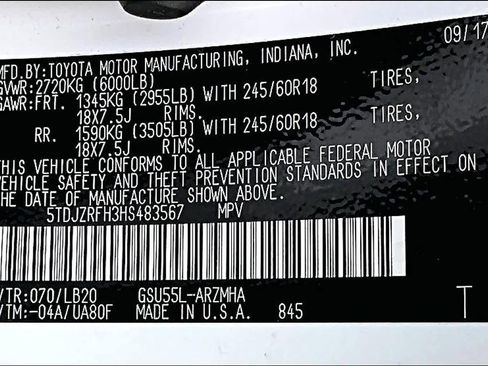 09/17
MFD.BY:TOYOTA MOTOR MANUFACTURING, INDIANA, INC.
GVWR:2720KG (6000LB)
GAWR:FRT. 1345KG (2955LB) WITH 245/60R18 TIRES,
18X7.5J RIMS.
RR. 1590KG (3505LB) WITH 245/60R18 TIRES,
18X7.5J RIMS.
THIS VEHICLE CONFORMS TO ALL APPLICABLE FEDERAL MOTOR
VEHICLE SAFETY AND THEFT PREVENTION STANDARDS IN EFFECT ON
THE DATE OF MANUFACTURE SHOWN ABOVE.
5TDJZRFH3HS483567 MPV
/TR:070/LB20 GSU55L-ARZMHA T
/TM:-04A/UA80F MADE IN U.S.A. 845